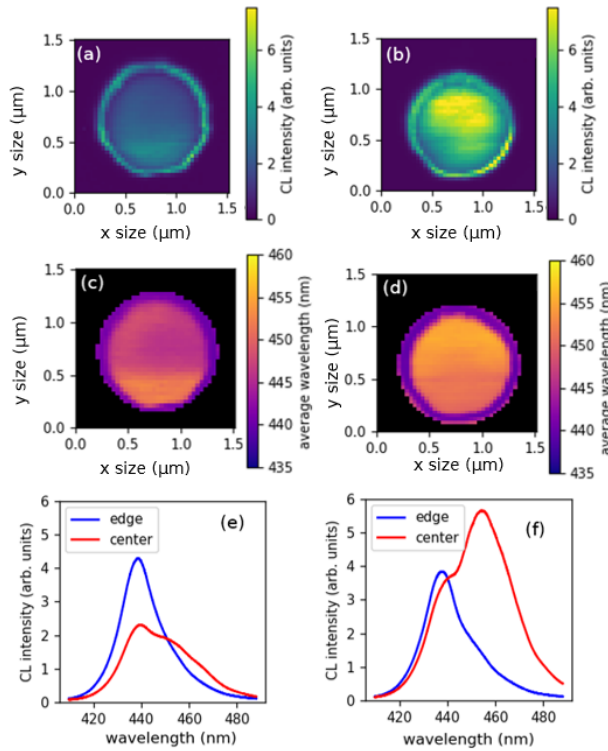 (a)
y size (μm)
1.5
1.0
0.5
0.0
0.0 0.5 1.0 1.5
x size (μm)
6
4
2
0
CL intensity (arb. units)
(b)
y size (μm)
1.5
1.0
0.5
0.0
0.0 0.5 1.0 1.5
x size (μm)
6
4
2
0
CL intensity (arb. units)
(c)
y size (μm)
1.5
1.0
0.5
0.0
0.0 0.5 1.0 1.5
x size (μm)
460
455
450
445
440
435
average wavelength (nm)
(d)
y size (μm)
1.5
1.0
0.5
0.0
0.0 0.5 1.0 1.5
x size (μm)
460
455
450
445
440
435
average wavelength (nm)
(e)
edge
center
CL intensity (arb. units)
6
5
4
3
2
1
0
420 440 460 480
wavelength (nm)
(f)
edge
center
CL intensity (arb. units)
6
5
4
3
2
1
0
420 440 460 480
wavelength (nm)